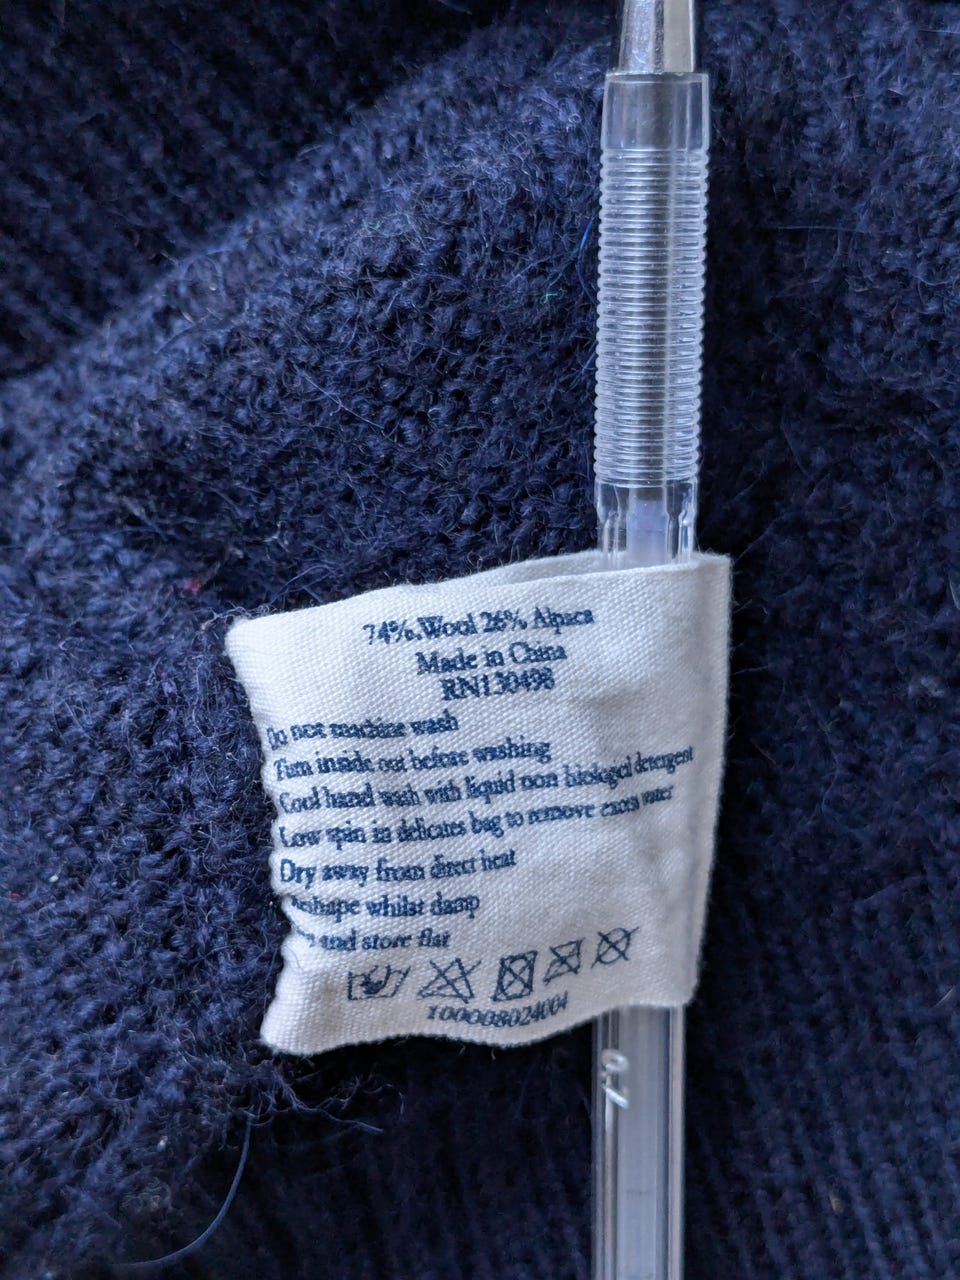 74% Wool 26% Alpaca
Made in China
RN130498
Do not machine wash
Turn inside out before washing
Cool hand wash with liquid non biological detergent
Low spin in delicates bag to remove excess water
Dry away from direct heat
Reshape whilst damp
and store flat
100008024004